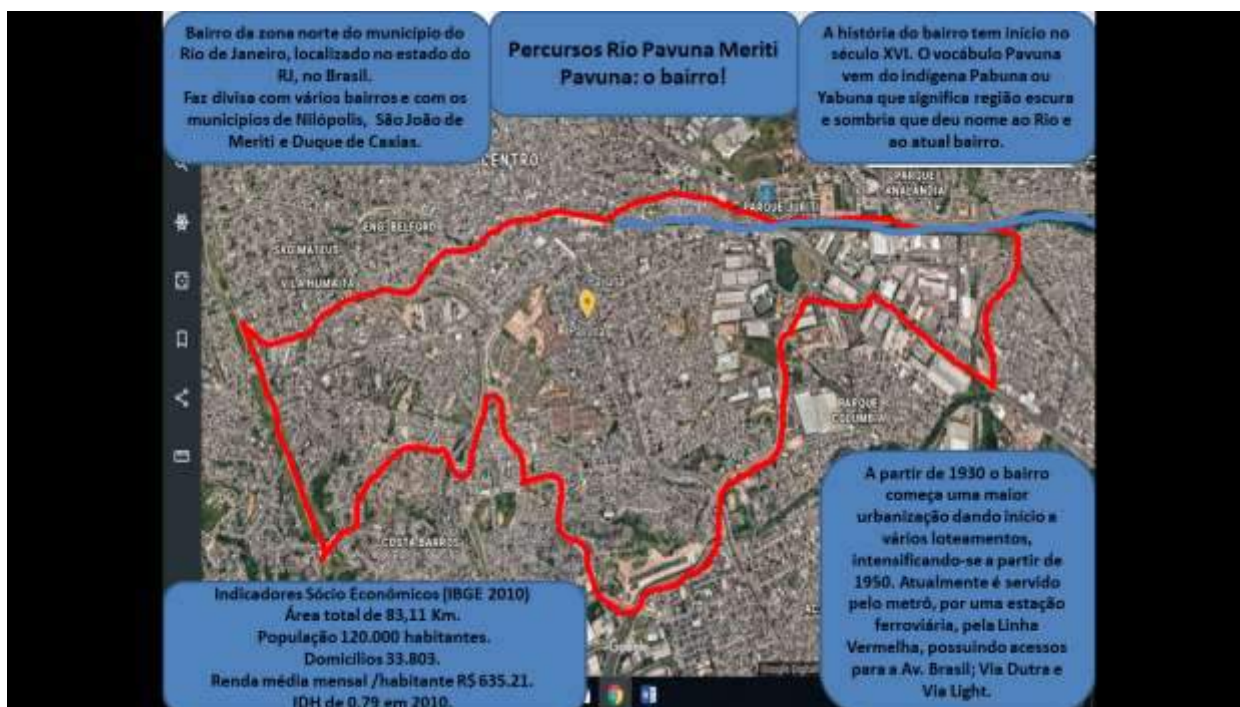 Bairro da zona norte do município do
Rio de Janeiro, localizado no estado do
RJ, no Brasil.
Faz divisa com vários bairros e com os
municípios de Nilópolis, São João de
Meriti e Duque de Caxias.
Percursos Rio Pavuna Meriti
Pavuna: o bairro!
A história do bairro tem início no
século XVI. O vocábulo Pavuna
vem do indígena Pabuna ou
Yabuna que significa região escura
e sombria que deu nome ao Rio e
ao atual bairro.
CENTRO
PARQUE
ANALÂNDIA
PARQUE JURITI
ENG. BELFORD
SÃO MATEUS
VILA HUMAITÁ
PARQUE
COLUMBIA
COSTA BARROS
A partir de 1930 o bairro
começa uma maior
urbanização dando início a
vários loteamentos,
intensificando-se a partir de
1950. Atualmente é servido
pelo metrô, por uma estação
ferroviária, pela Linha
Vermelha, possuindo acessos
para a Av. Brasil; Via Dutra e
Via Light.
Indicadores Sócio Econômicos (IBGE 2010)
Área total de 83,11 Km.
População 120.000 habitantes.
Domicílios 33.803.
Renda média mensal /habitante R$ 635.21.
IDH de 0.79 em 2010.